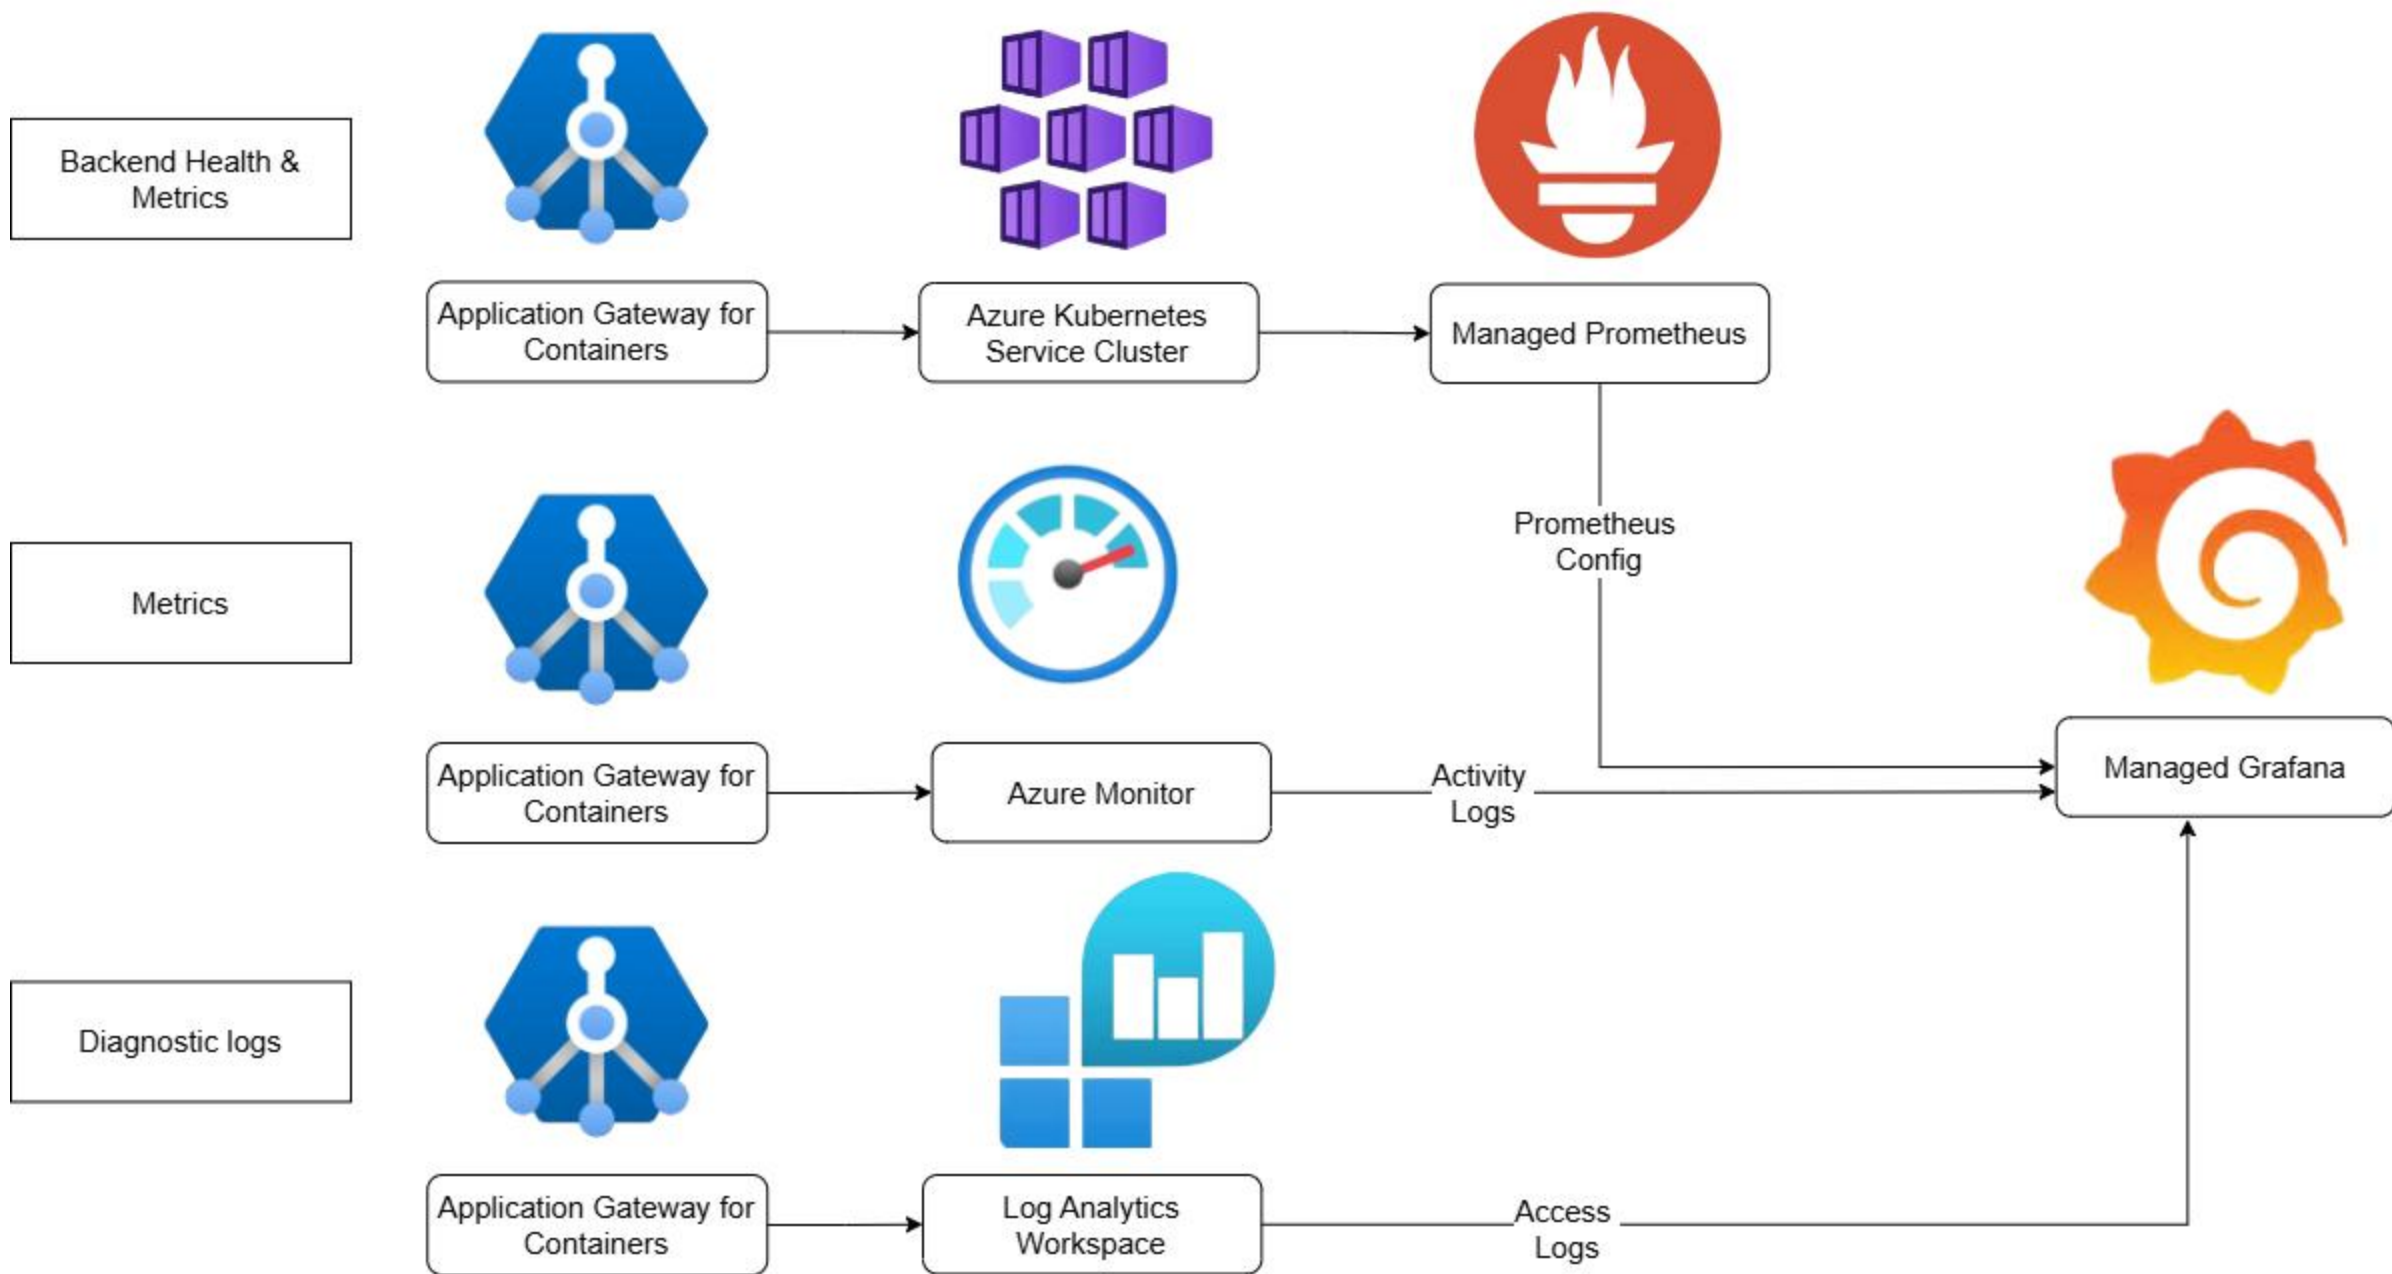 Backend Health &
Metrics
Application Gateway for
Containers
Azure Kubernetes
Service Cluster
Managed Prometheus
Prometheus
Config
Metrics
Application Gateway for
Containers
Azure Monitor
Activity
Logs
Managed Grafana
Diagnostic logs
Application Gateway for
Containers
Log Analytics
Workspace
Access
Logs